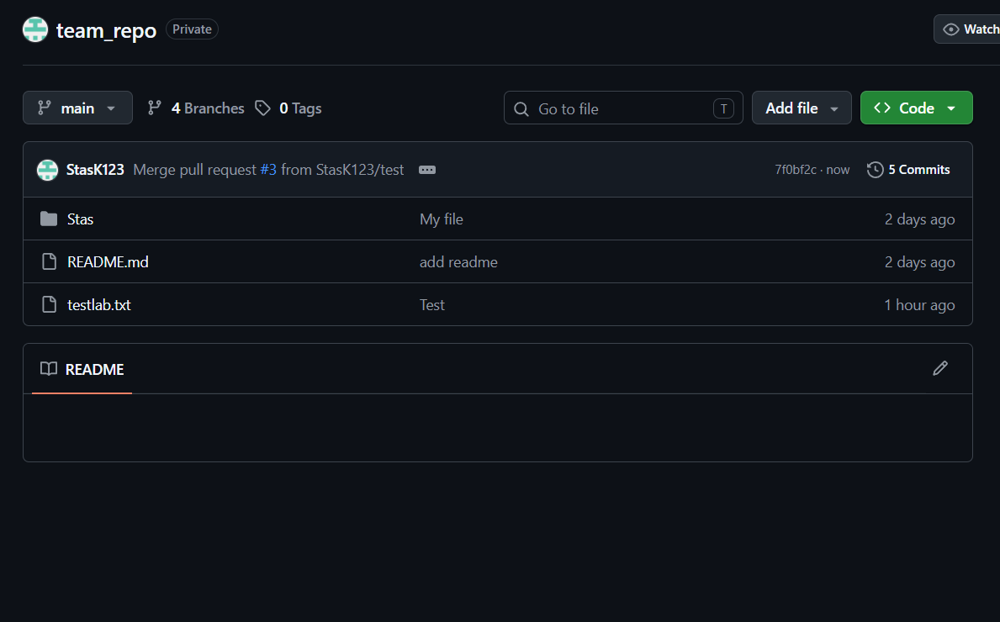 team_repo Private Watch
main 4 Branches 0 Tags Go to file T Add file Code
StasK123 Merge pull request #3 from StasK123/test 7f0bf2c · now 5 Commits
Stas My file 2 days ago
README.md add readme 2 days ago
testlab.txt Test 1 hour ago
README